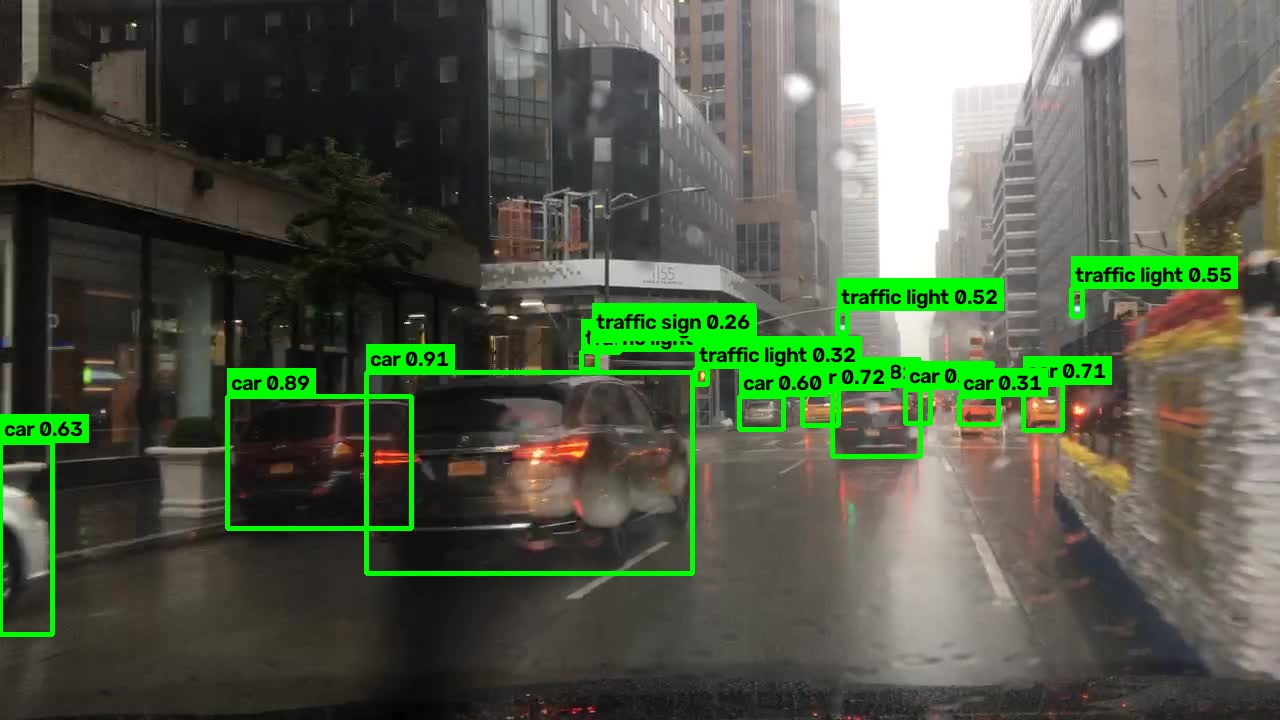 1155
traffic light 0.55
traffic light 0.52
traffic sign 0.26
traffic light 0.32
car 0.91
car 0.71
car 0.89
car 0.60
r 0.72
car 0.
car 0.31
car 0.63